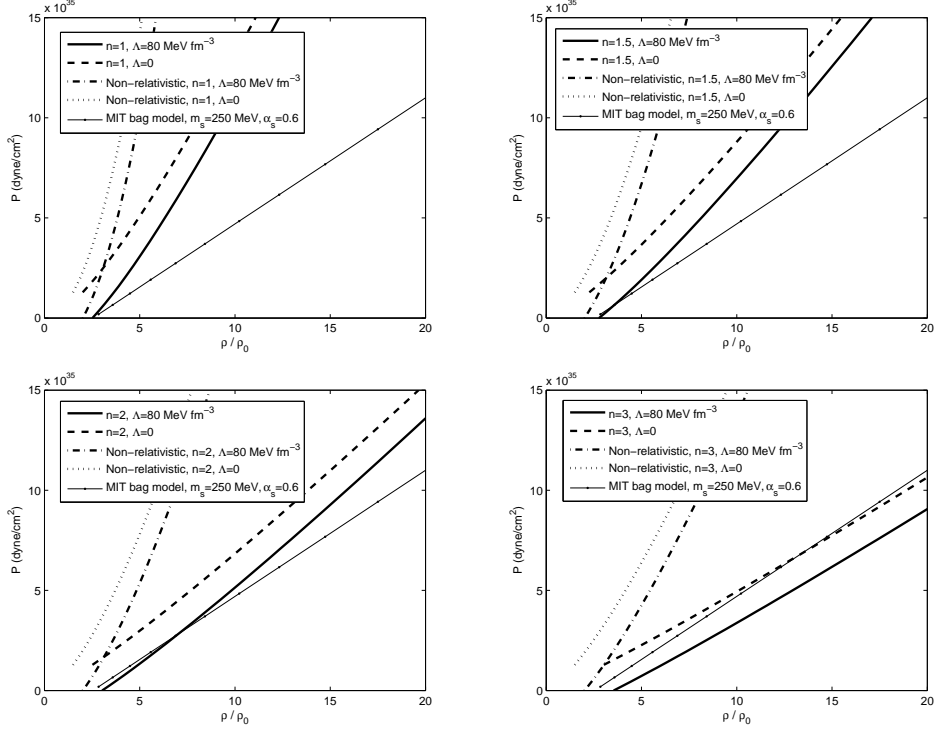 x 10^35
15
10
5
0
P (dyne/cm^2)
n=1, Λ=80 MeV fm^−3
n=1, Λ=0
Non−relativistic, n=1, Λ=80 MeV fm^−3
Non−relativistic, n=1, Λ=0
MIT bag model, m_s=250 MeV, α_s=0.6
0 5 10 15 20
ρ / ρ_0
x 10^35
15
10
5
0
P (dyne/cm^2)
n=1.5, Λ=80 MeV fm^−3
n=1.5, Λ=0
Non−relativistic, n=1.5, Λ=80 MeV fm^−3
Non−relativistic, n=1.5, Λ=0
MIT bag model, m_s=250 MeV, α_s=0.6
0 5 10 15 20
ρ / ρ_0
x 10^35
15
10
5
0
P (dyne/cm^2)
n=2, Λ=80 MeV fm^−3
n=2, Λ=0
Non−relativistic, n=2, Λ=80 MeV fm^−3
Non−relativistic, n=2, Λ=0
MIT bag model, m_s=250 MeV, α_s=0.6
0 5 10 15 20
ρ / ρ_0
x 10^35
15
10
5
0
P (dyne/cm^2)
n=3, Λ=80 MeV fm^−3
n=3, Λ=0
Non−relativistic, n=3, Λ=80 MeV fm^−3
Non−relativistic, n=3, Λ=0
MIT bag model, m_s=250 MeV, α_s=0.6
0 5 10 15 20
ρ / ρ_0